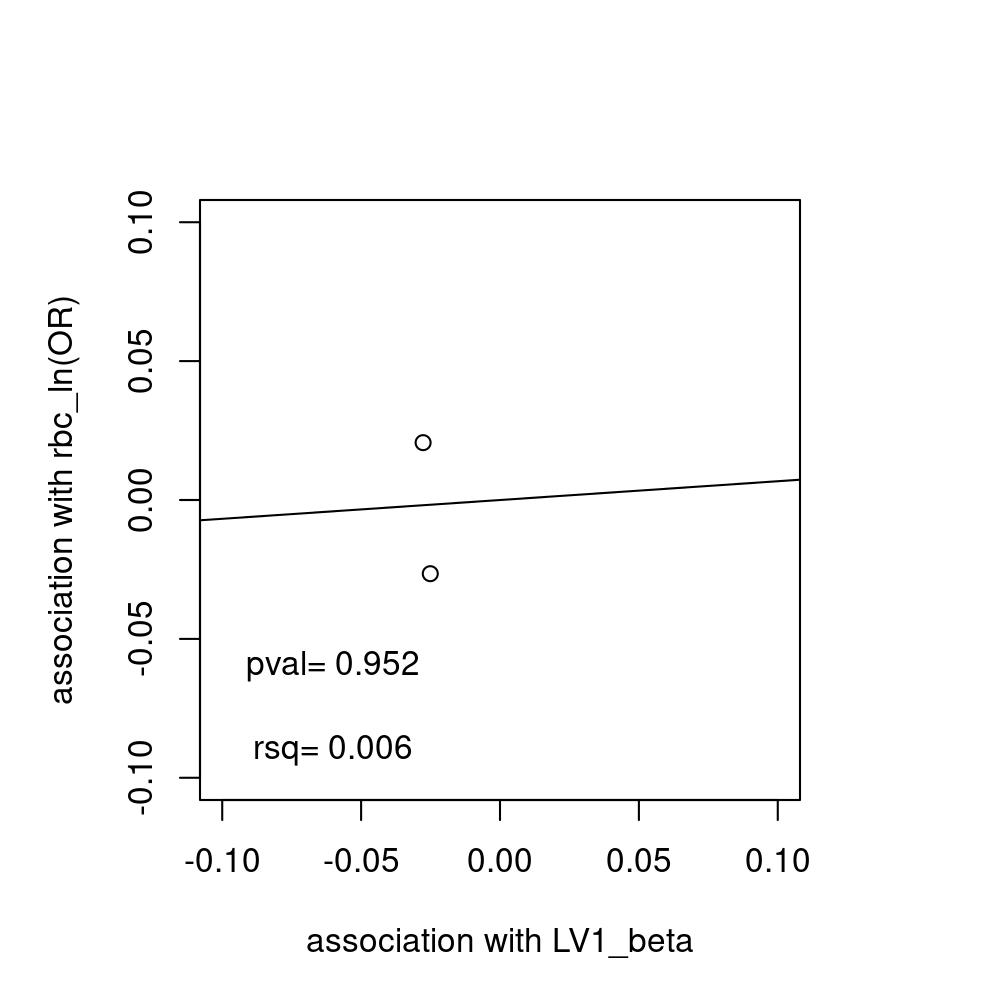 association with rbc_ln(OR)
0.10
0.05
0.00
-0.05
-0.10
pval= 0.952
rsq= 0.006
-0.10 -0.05 0.00 0.05 0.10
association with LV1_beta